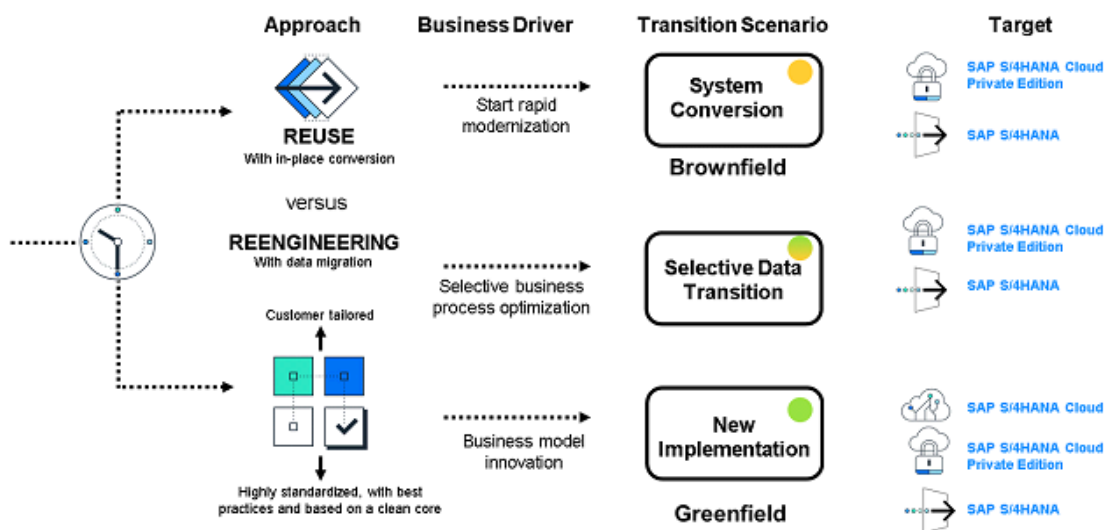 Approach
Business Driver
Transition Scenario
Target
REUSE
With in-place conversion
versus
REENGINEERING
With data migration
Customer tailored
Highly standardized, with best
practices and based on a clean core
Start rapid
modernization
System
Conversion
Brownfield
SAP S/4HANA Cloud
Private Edition
SAP S/4HANA
Selective business
process optimization
Selective Data
Transition
SAP S/4HANA Cloud
Private Edition
SAP S/4HANA
Business model
innovation
New
Implementation
Greenfield
SAP S/4HANA Cloud
SAP S/4HANA Cloud
Private Edition
SAP S/4HANA